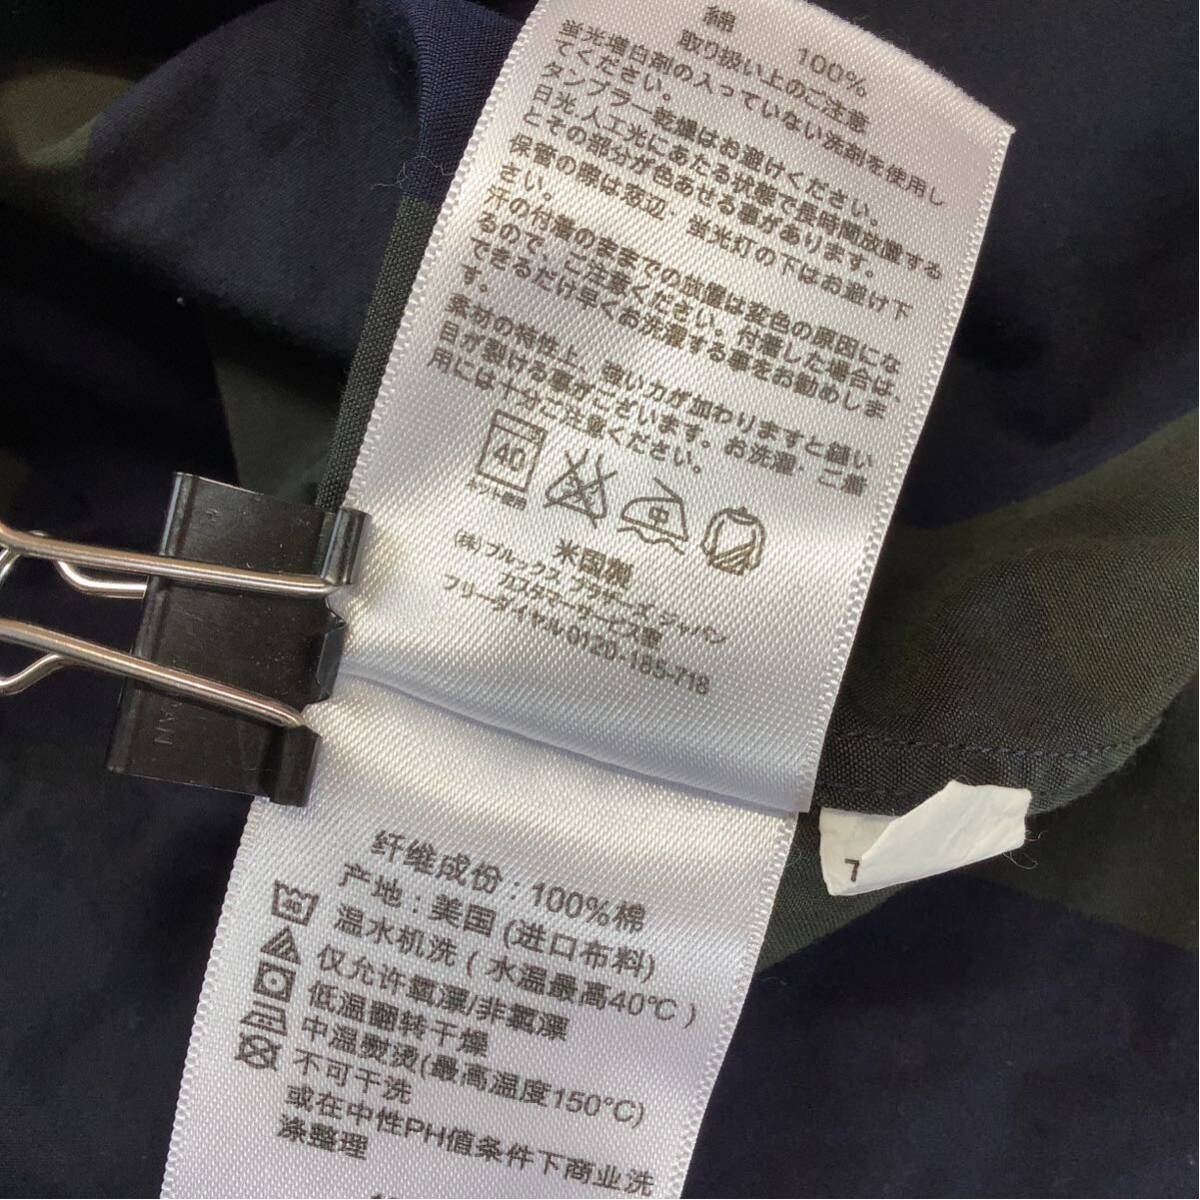 綿 100%
取り扱い上のご注意
蛍光増白剤の入っていない洗剤を使用し
てください。
タンブラー乾燥はお避けください。
日光,人工光にあたる状態で長時間放置する
とその部分が色あせる事があります。
保管の際は窓辺・蛍光灯の下はお避け下
さい。
汗の付着のままでの放置は変色の原因にな
るので、ご注意ください。付着した場合は、
できるだけ早くお洗濯する事をお勧めしま
す。
素材の特性上、強い力が加わりますと縫い
目が裂ける事がございます。お洗濯・ご着
用には十分ご注意ください。
40
ネット使用
米国製
(株)ブルックス ブラザーズ ジャパン
カスタマーサービス室
フリーダイヤル0120-185-718
纤维成份：100%棉
产地：美国(进口布料)
40
温水机洗(水温最高40℃)
仅允许氧漂/非氯漂
低温翻转干燥
中温熨烫(最高温度150℃)
不可干洗
或在中性PH值条件下商业洗
涤整理
7